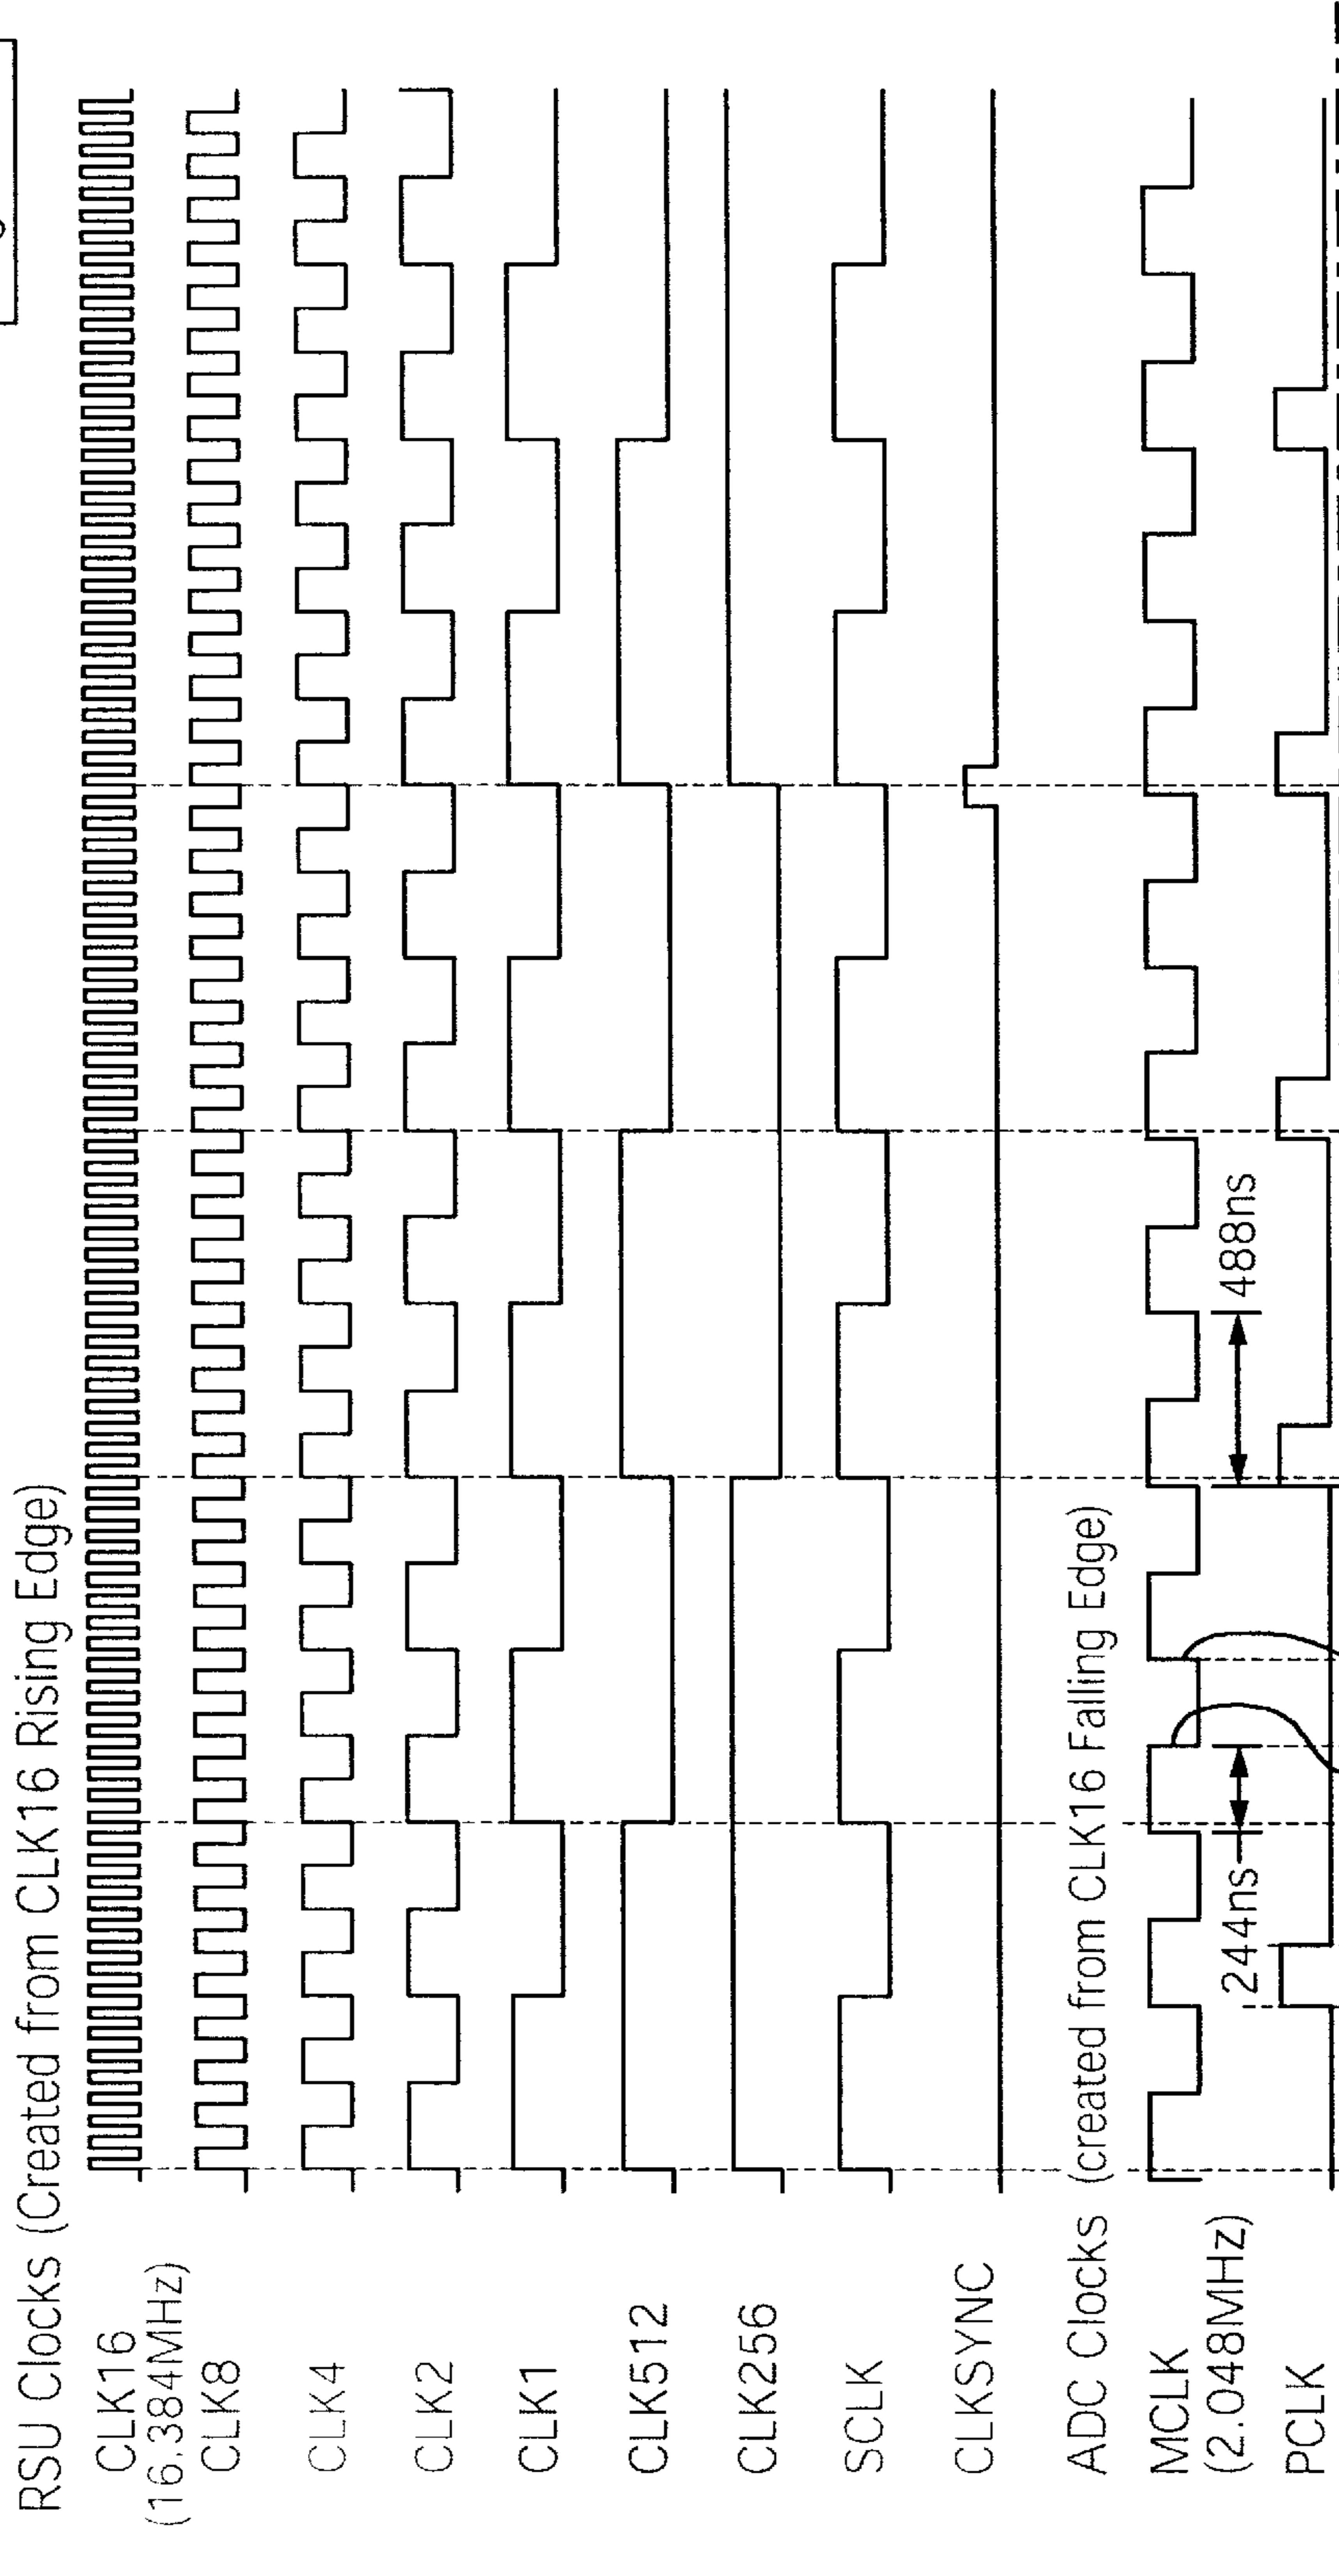 RSU Clocks (Created from CLK16 Rising Edge)
CLK16
(16.384MHz)
CLK8
CLK4
CLK2
CLK1
CLK512
CLK256
SCLK
CLKSYNC
ADC Clocks (created from CLK16 Falling Edge)
MCLK
(2.048MHz)
244ns
488ns
PCLK